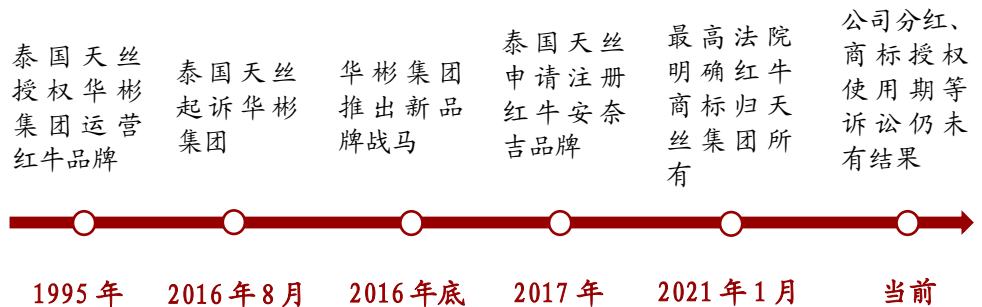 泰国天丝
授权华彬
集团运营
红牛品牌
泰国天丝
起诉华彬
集团
华彬集团
推出新品
牌战马
泰国天丝
申请注册
红牛安奈
吉品牌
最高法院
明确红牛
商标归天
丝集团所
有
公司分红、
商标授权
使用期等
诉讼仍未
有结果
1995年
2016年8月
2016年底
2017年
2021年1月
当前